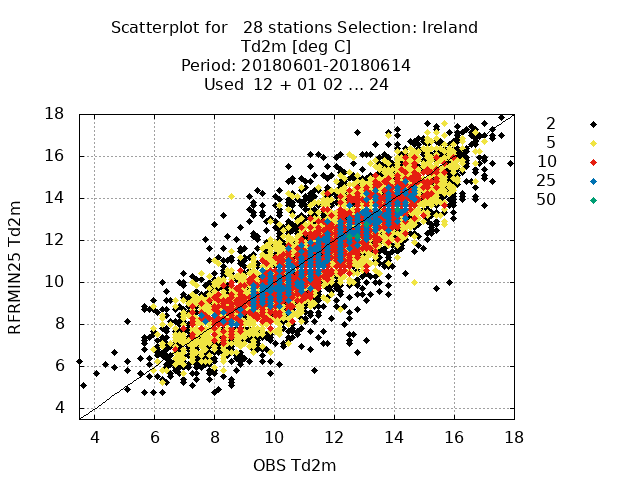 Scatterplot for   28 stations Selection: Ireland
Td2m [deg C]
Period: 20180601-20180614
Used  12 + 01 02 ... 24
RFRMIN25 Td2m
18
16
14
12
10
8
6
4
4 6 8 10 12 14 16 18
OBS Td2m
2
5
10
25
50